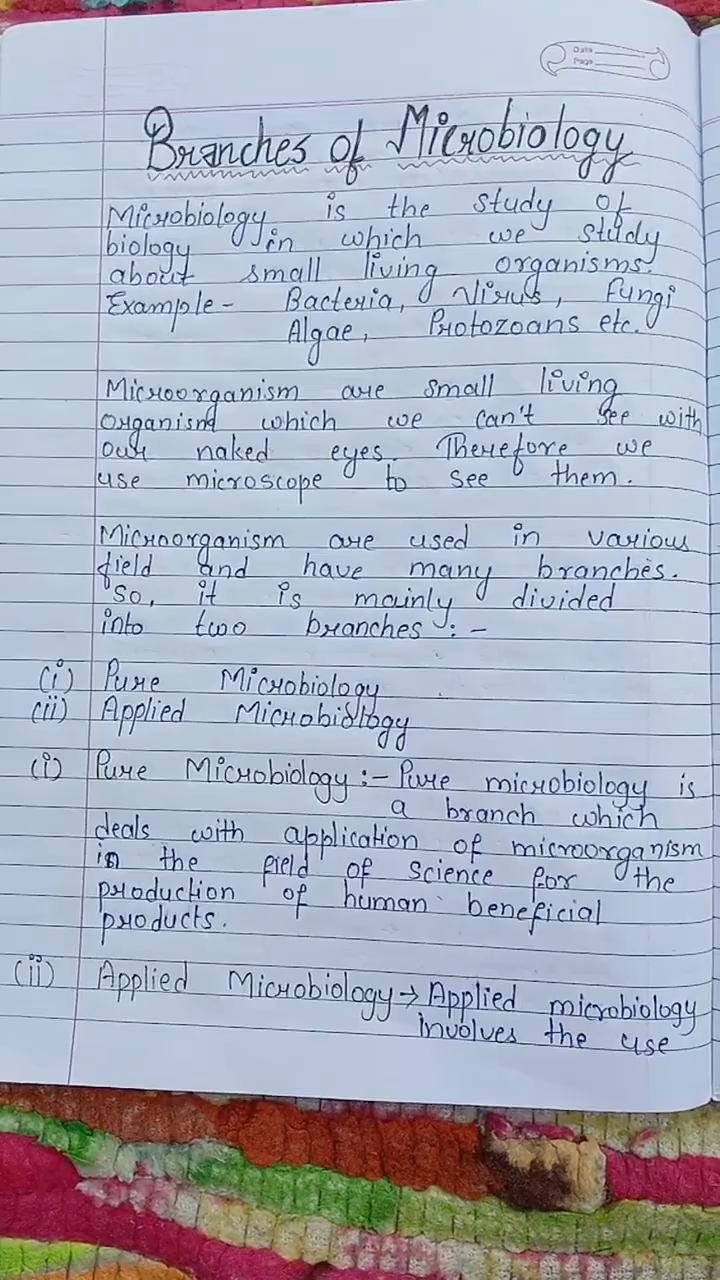 Date
Page
Branches of Microbiology
Microbiology is the study of
biology in which we study
about small living organisms.
Example - Bacteria, Virus, Fungi
Algae, Protozoans etc.
Microorganism are small living
organism which we can't see with
our naked eyes. Therefore we
use microscope to see them.
Microorganism are used in various
field and have many branches.
So, it is mainly divided
into two branches :-
(i) Pure Microbiology
(ii) Applied Microbiology
(i) Pure Microbiology :- Pure microbiology is
a branch which
deals with application of microorganism
in the field of science for the
production of human beneficial
products.
(ii) Applied Microbiology → Applied microbiology
involves the use